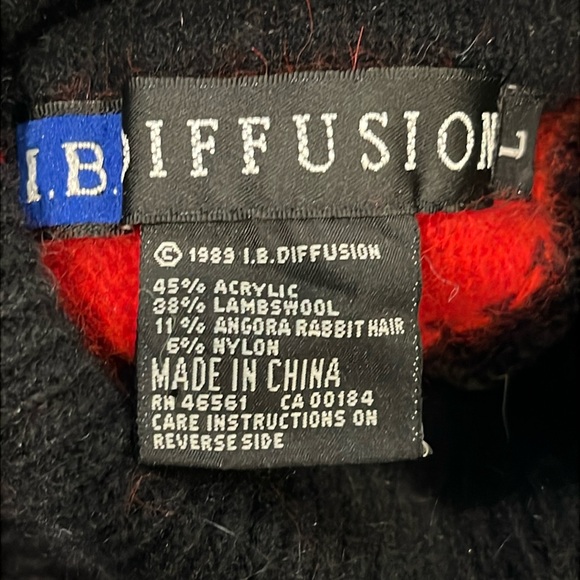 I.B. DIFFUSION L
© 1989 I.B.DIFFUSION
45% ACRYLIC
38% LAMBSWOOL
11% ANGORA RABBIT HAIR
6% NYLON
MADE IN CHINA
RN 46561 CA 00184
CARE INSTRUCTIONS ON
REVERSE SIDE